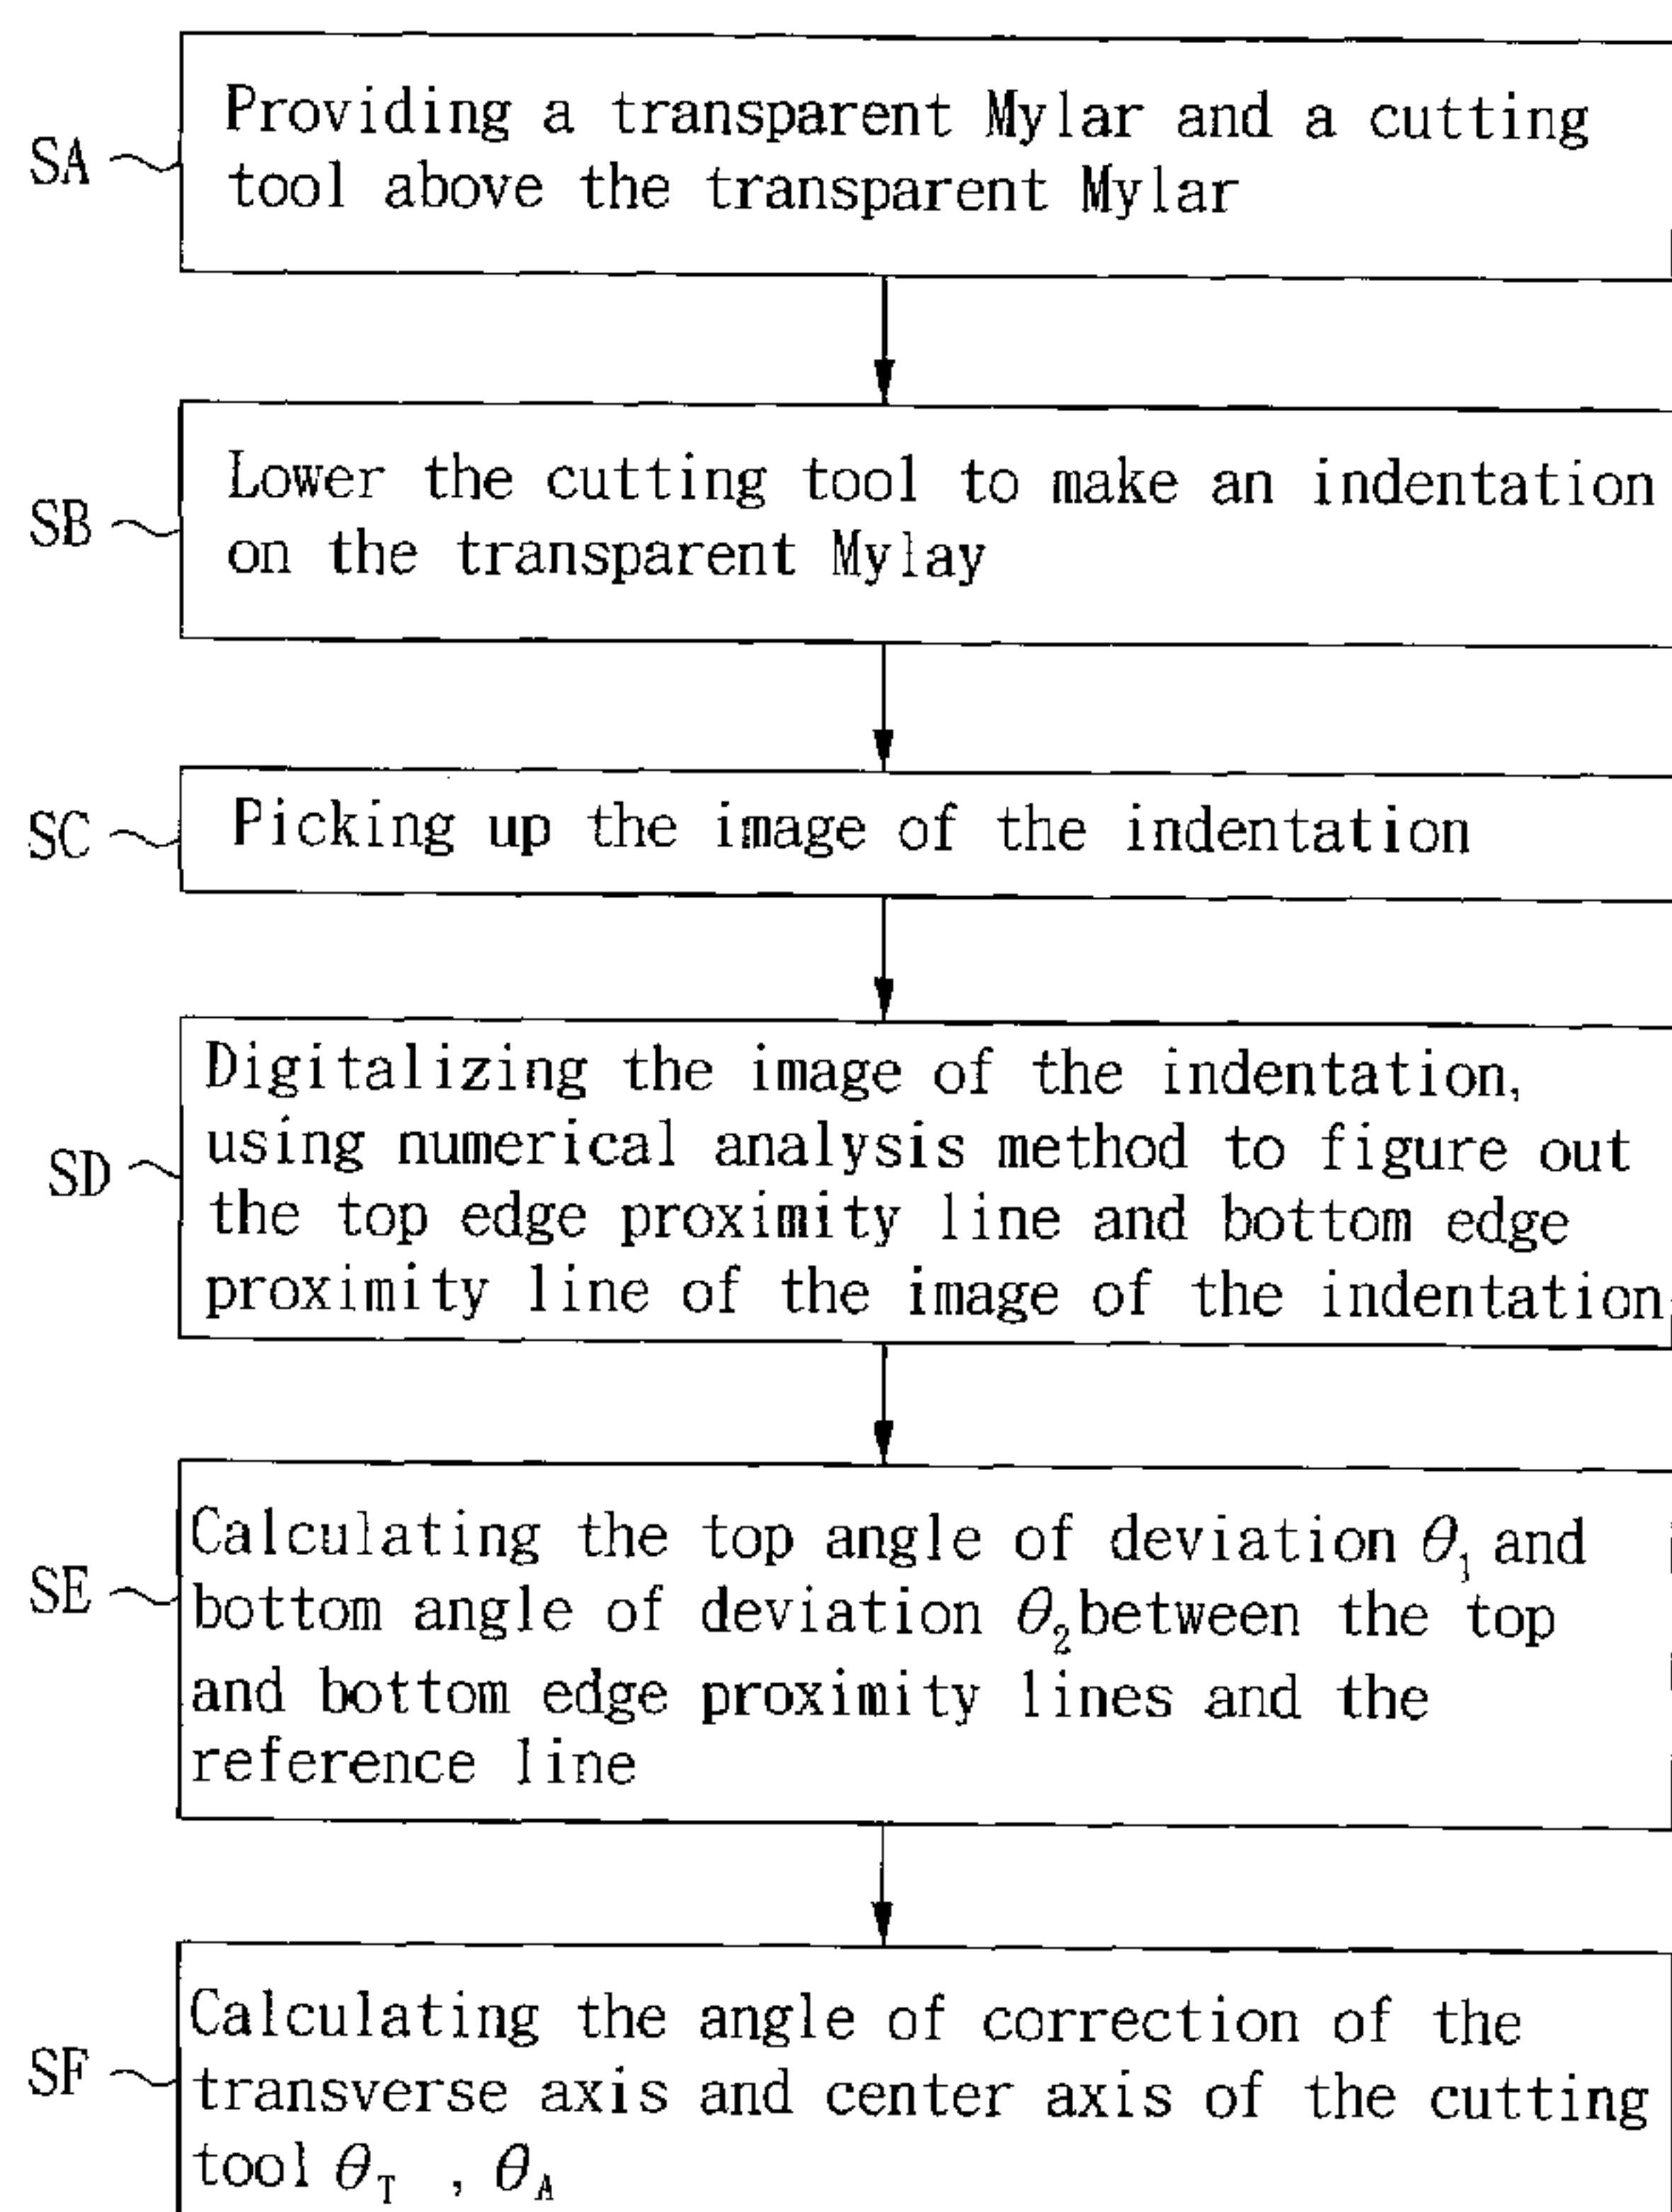 SA
Providing a transparent Mylar and a cutting
tool above the transparent Mylar
SB
Lower the cutting tool to make an indentation
on the transparent Mylay
SC
Picking up the image of the indentation
SD
Digitalizing the image of the indentation,
using numerical analysis method to figure out
the top edge proximity line and bottom edge
proximity line of the image of the indentation.
SE
Calculating the top angle of deviation θ₁ and
bottom angle of deviation θ₂ between the top
and bottom edge proximity lines and the
reference line
SF
Calculating the angle of correction of the
transverse axis and center axis of the cutting
tool θT , θA